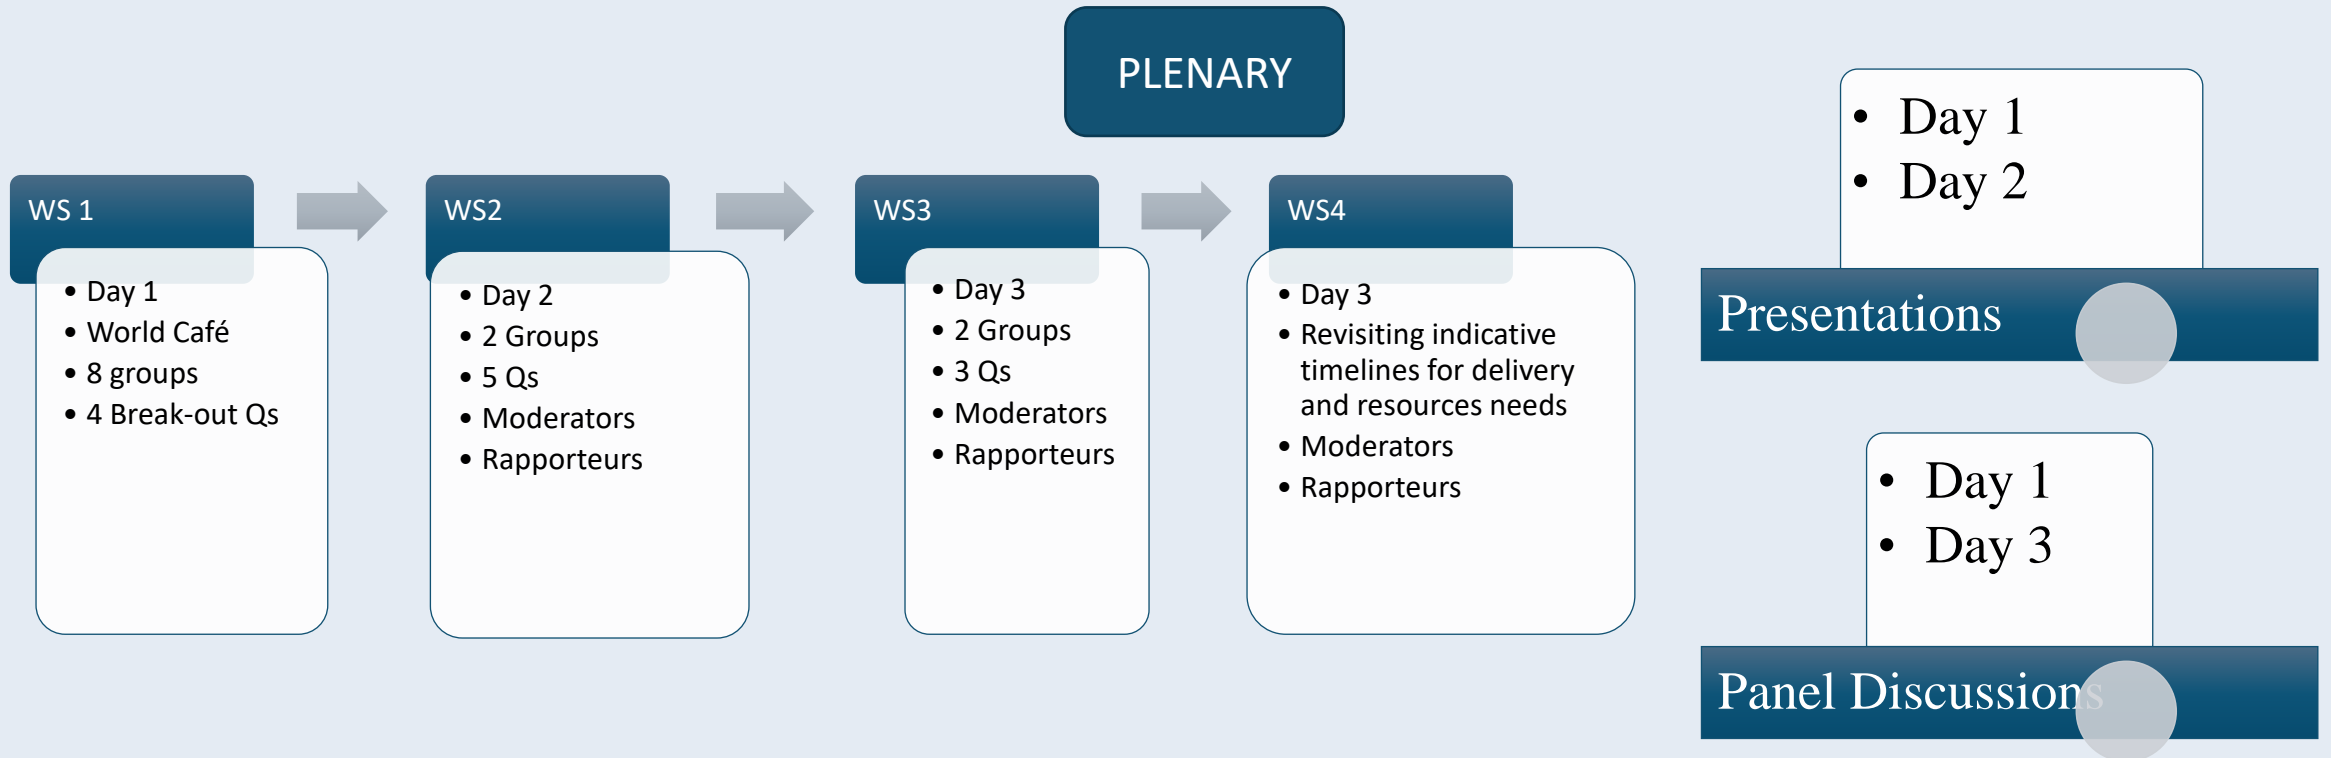 PLENARY
WS 1
• Day 1
• World Café
• 8 groups
• 4 Break-out Qs
WS2
• Day 2
• 2 Groups
• 5 Qs
• Moderators
• Rapporteurs
WS3
• Day 3
• 2 Groups
• 3 Qs
• Moderators
• Rapporteurs
WS4
• Day 3
• Revisiting indicative
timelines for delivery
and resources needs
• Moderators
• Rapporteurs
• Day 1
• Day 2
Presentations
• Day 1
• Day 3
Panel Discussions